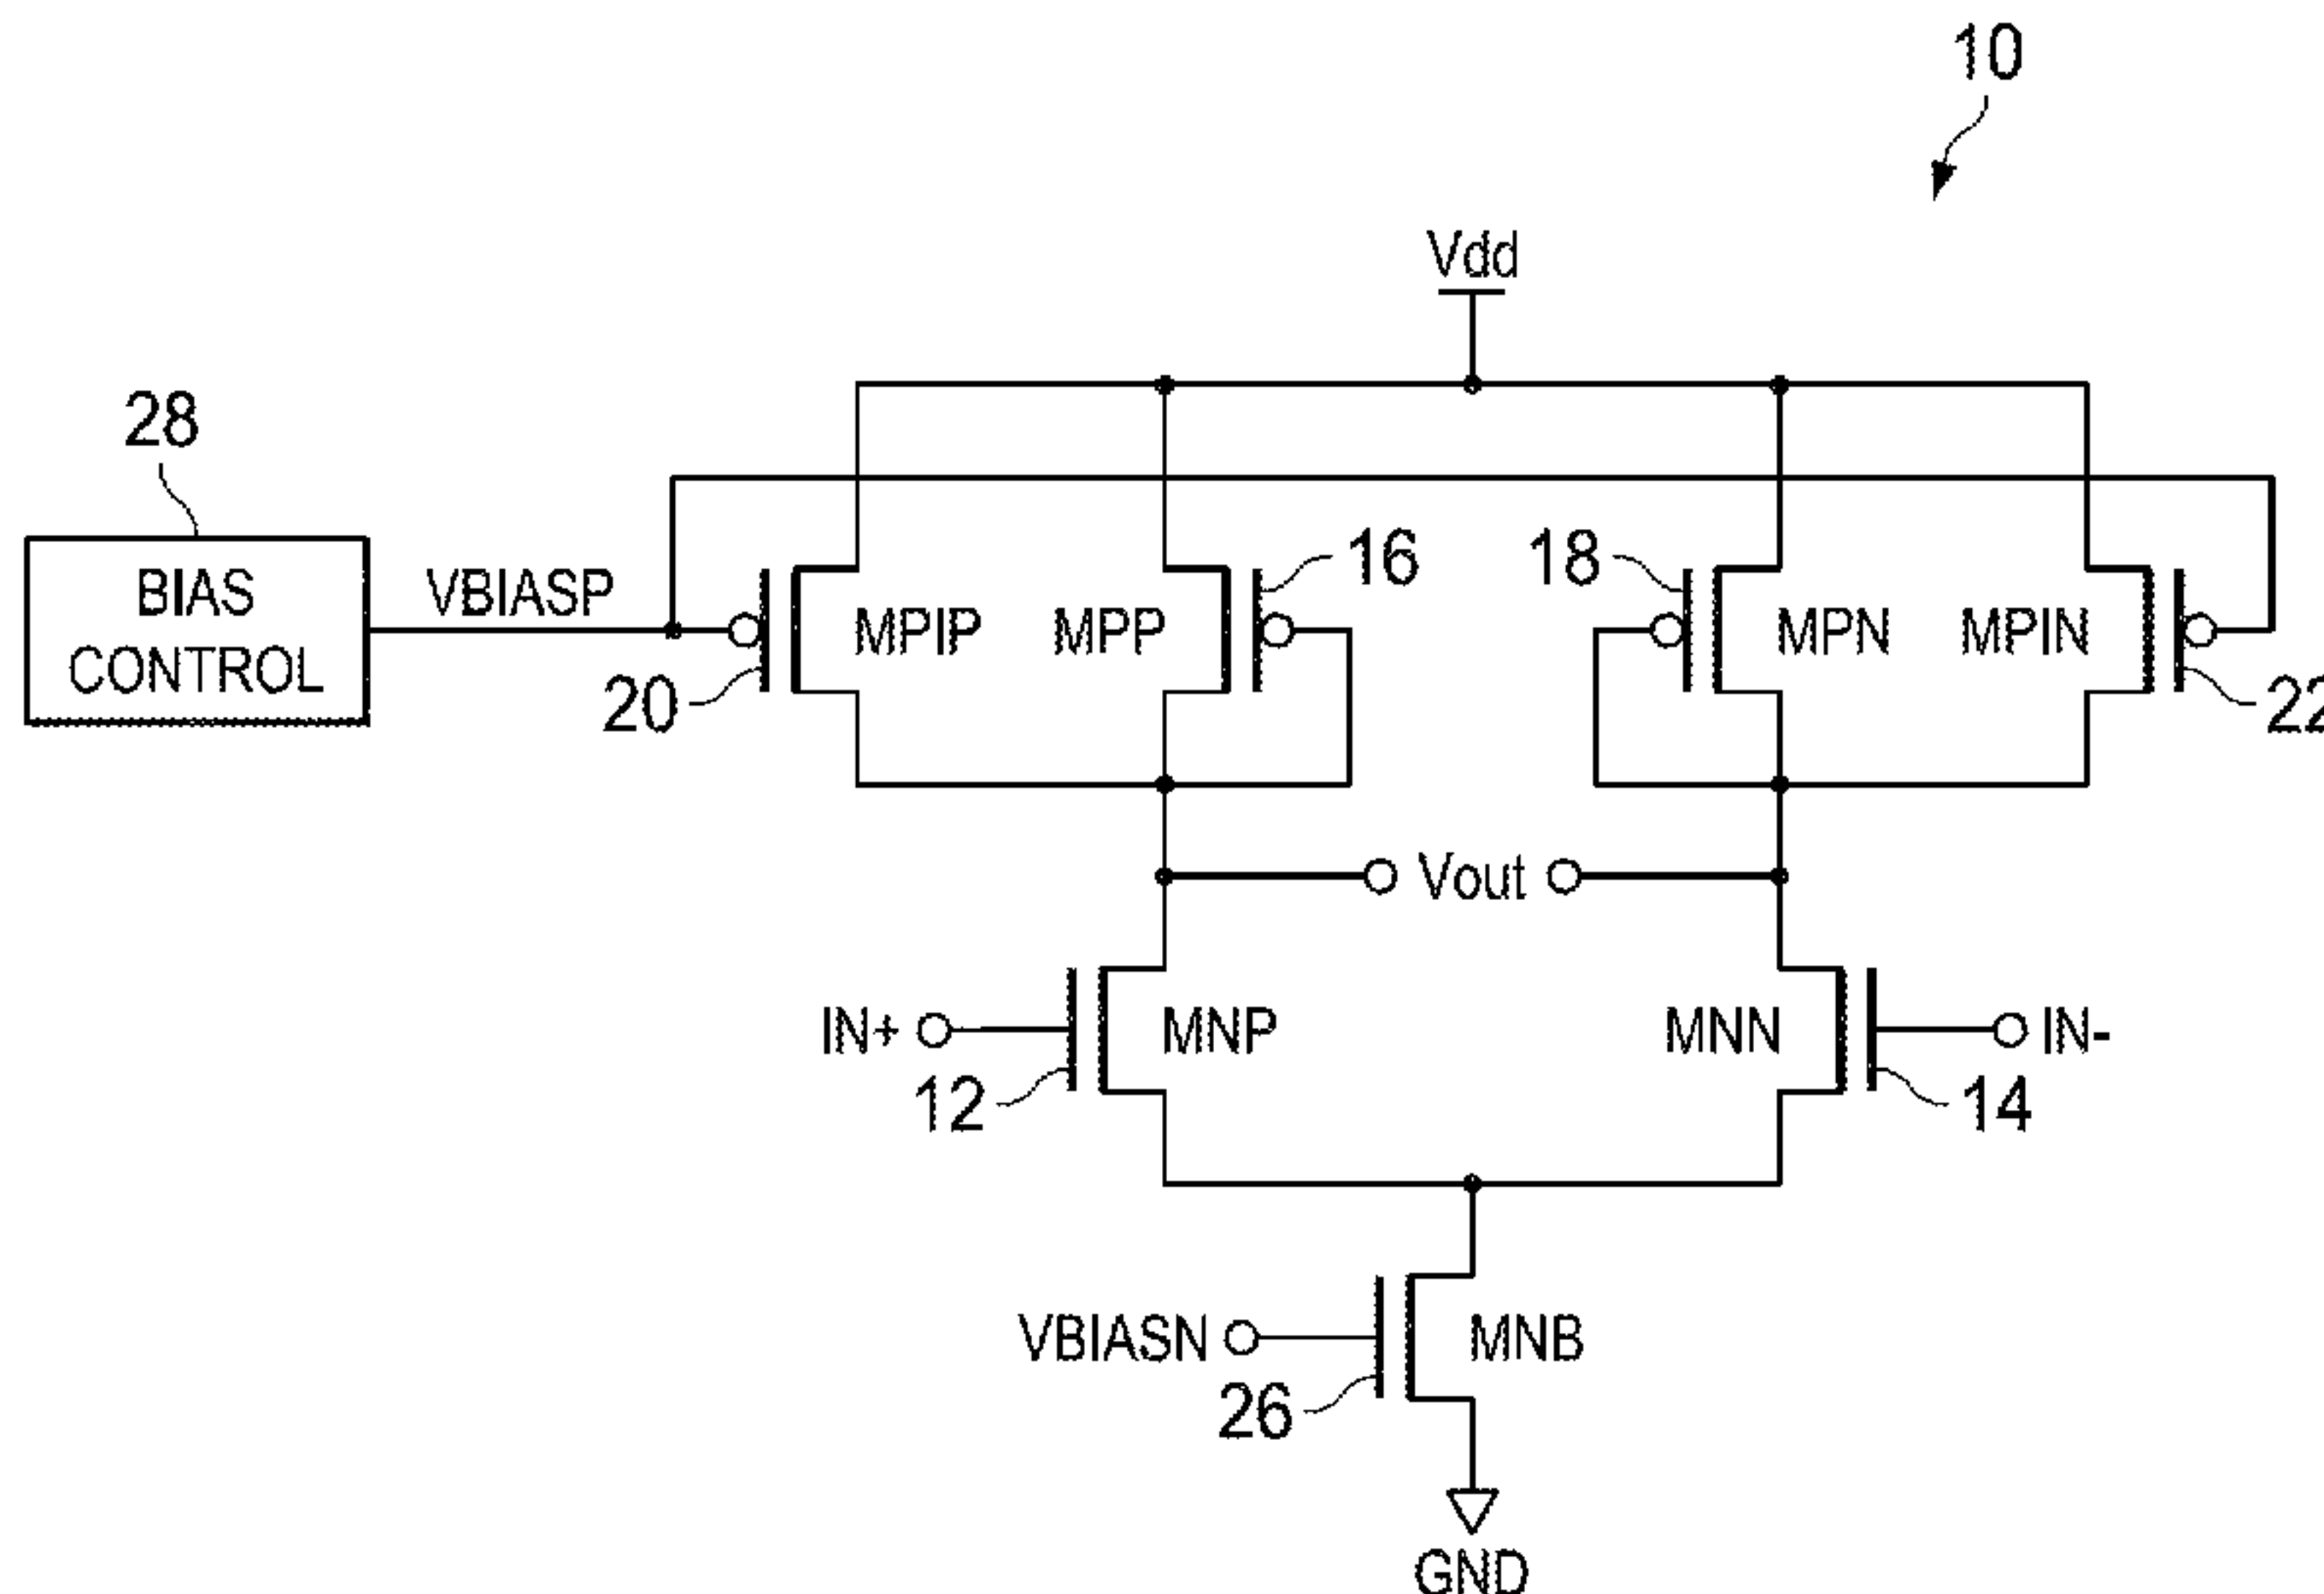 10
Vdd
28
BIAS
CONTROL
VBIASP
MPIP
MPP
16
18
MPN
MPIN
20
22
Vout
IN+
MNP
MNN
IN-
12
14
VBIASN
MNB
26
GND